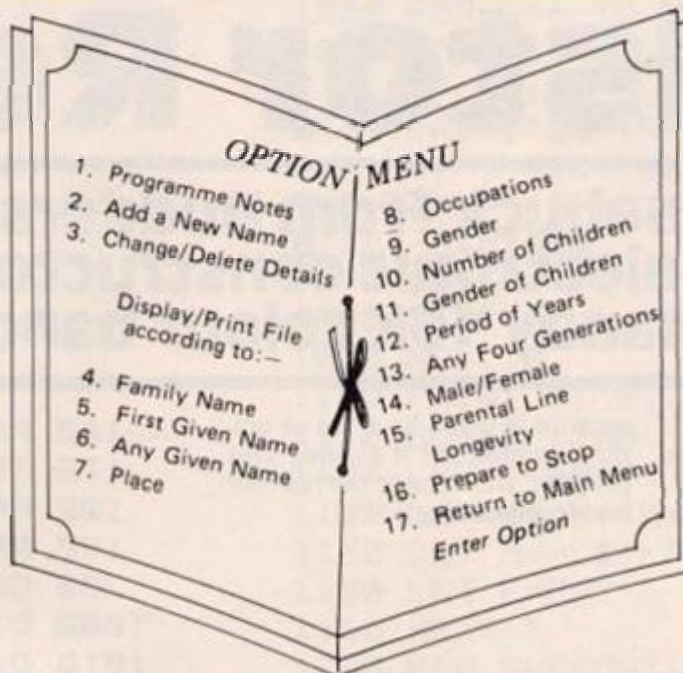 OPTION MENU
1. Programme Notes
2. Add a New Name
3. Change/Delete Details
Display/Print File
according to:—
4. Family Name
5. First Given Name
6. Any Given Name
7. Place
8. Occupations
9. Gender
10. Number of Children
11. Gender of Children
12. Period of Years
13. Any Four Generations
14. Male/Female
15. Parental Line
Longevity
16. Prepare to Stop
17. Return to Main Menu
Enter Option